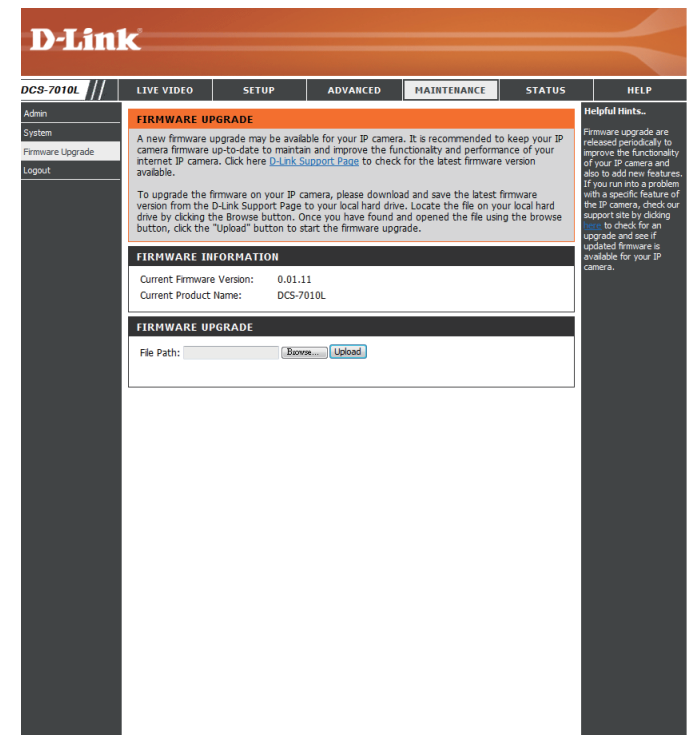 D-Link
DCS-7010L
LIVE VIDEO
SETUP
ADVANCED
MAINTENANCE
STATUS
HELP
Admin
System
Firmware Upgrade
Logout
FIRMWARE UPGRADE
A new firmware upgrade may be available for your IP camera. It is recommended to keep your IP
camera firmware up-to-date to maintain and improve the functionality and performance of your
internet IP camera. Click here D-Link Support Page to check for the latest firmware version
available.
To upgrade the firmware on your IP camera, please download and save the latest firmware
version from the D-Link Support Page to your local hard drive. Locate the file on your local hard
drive by clicking the Browse button. Once you have found and opened the file using the browse
button, click the "Upload" button to start the firmware upgrade.
FIRMWARE INFORMATION
Current Firmware Version: 0.01.11
Current Product Name: DCS-7010L
FIRMWARE UPGRADE
File Path: Browse... Upload
Helpful Hints..
Firmware upgrade are
released periodically to
improve the functionality
of your IP camera and
also to add new features.
If you run into a problem
with a specific feature of
the IP camera, check our
support site by clicking
here to check for an
upgrade and see if
updated firmware is
available for your IP
camera.